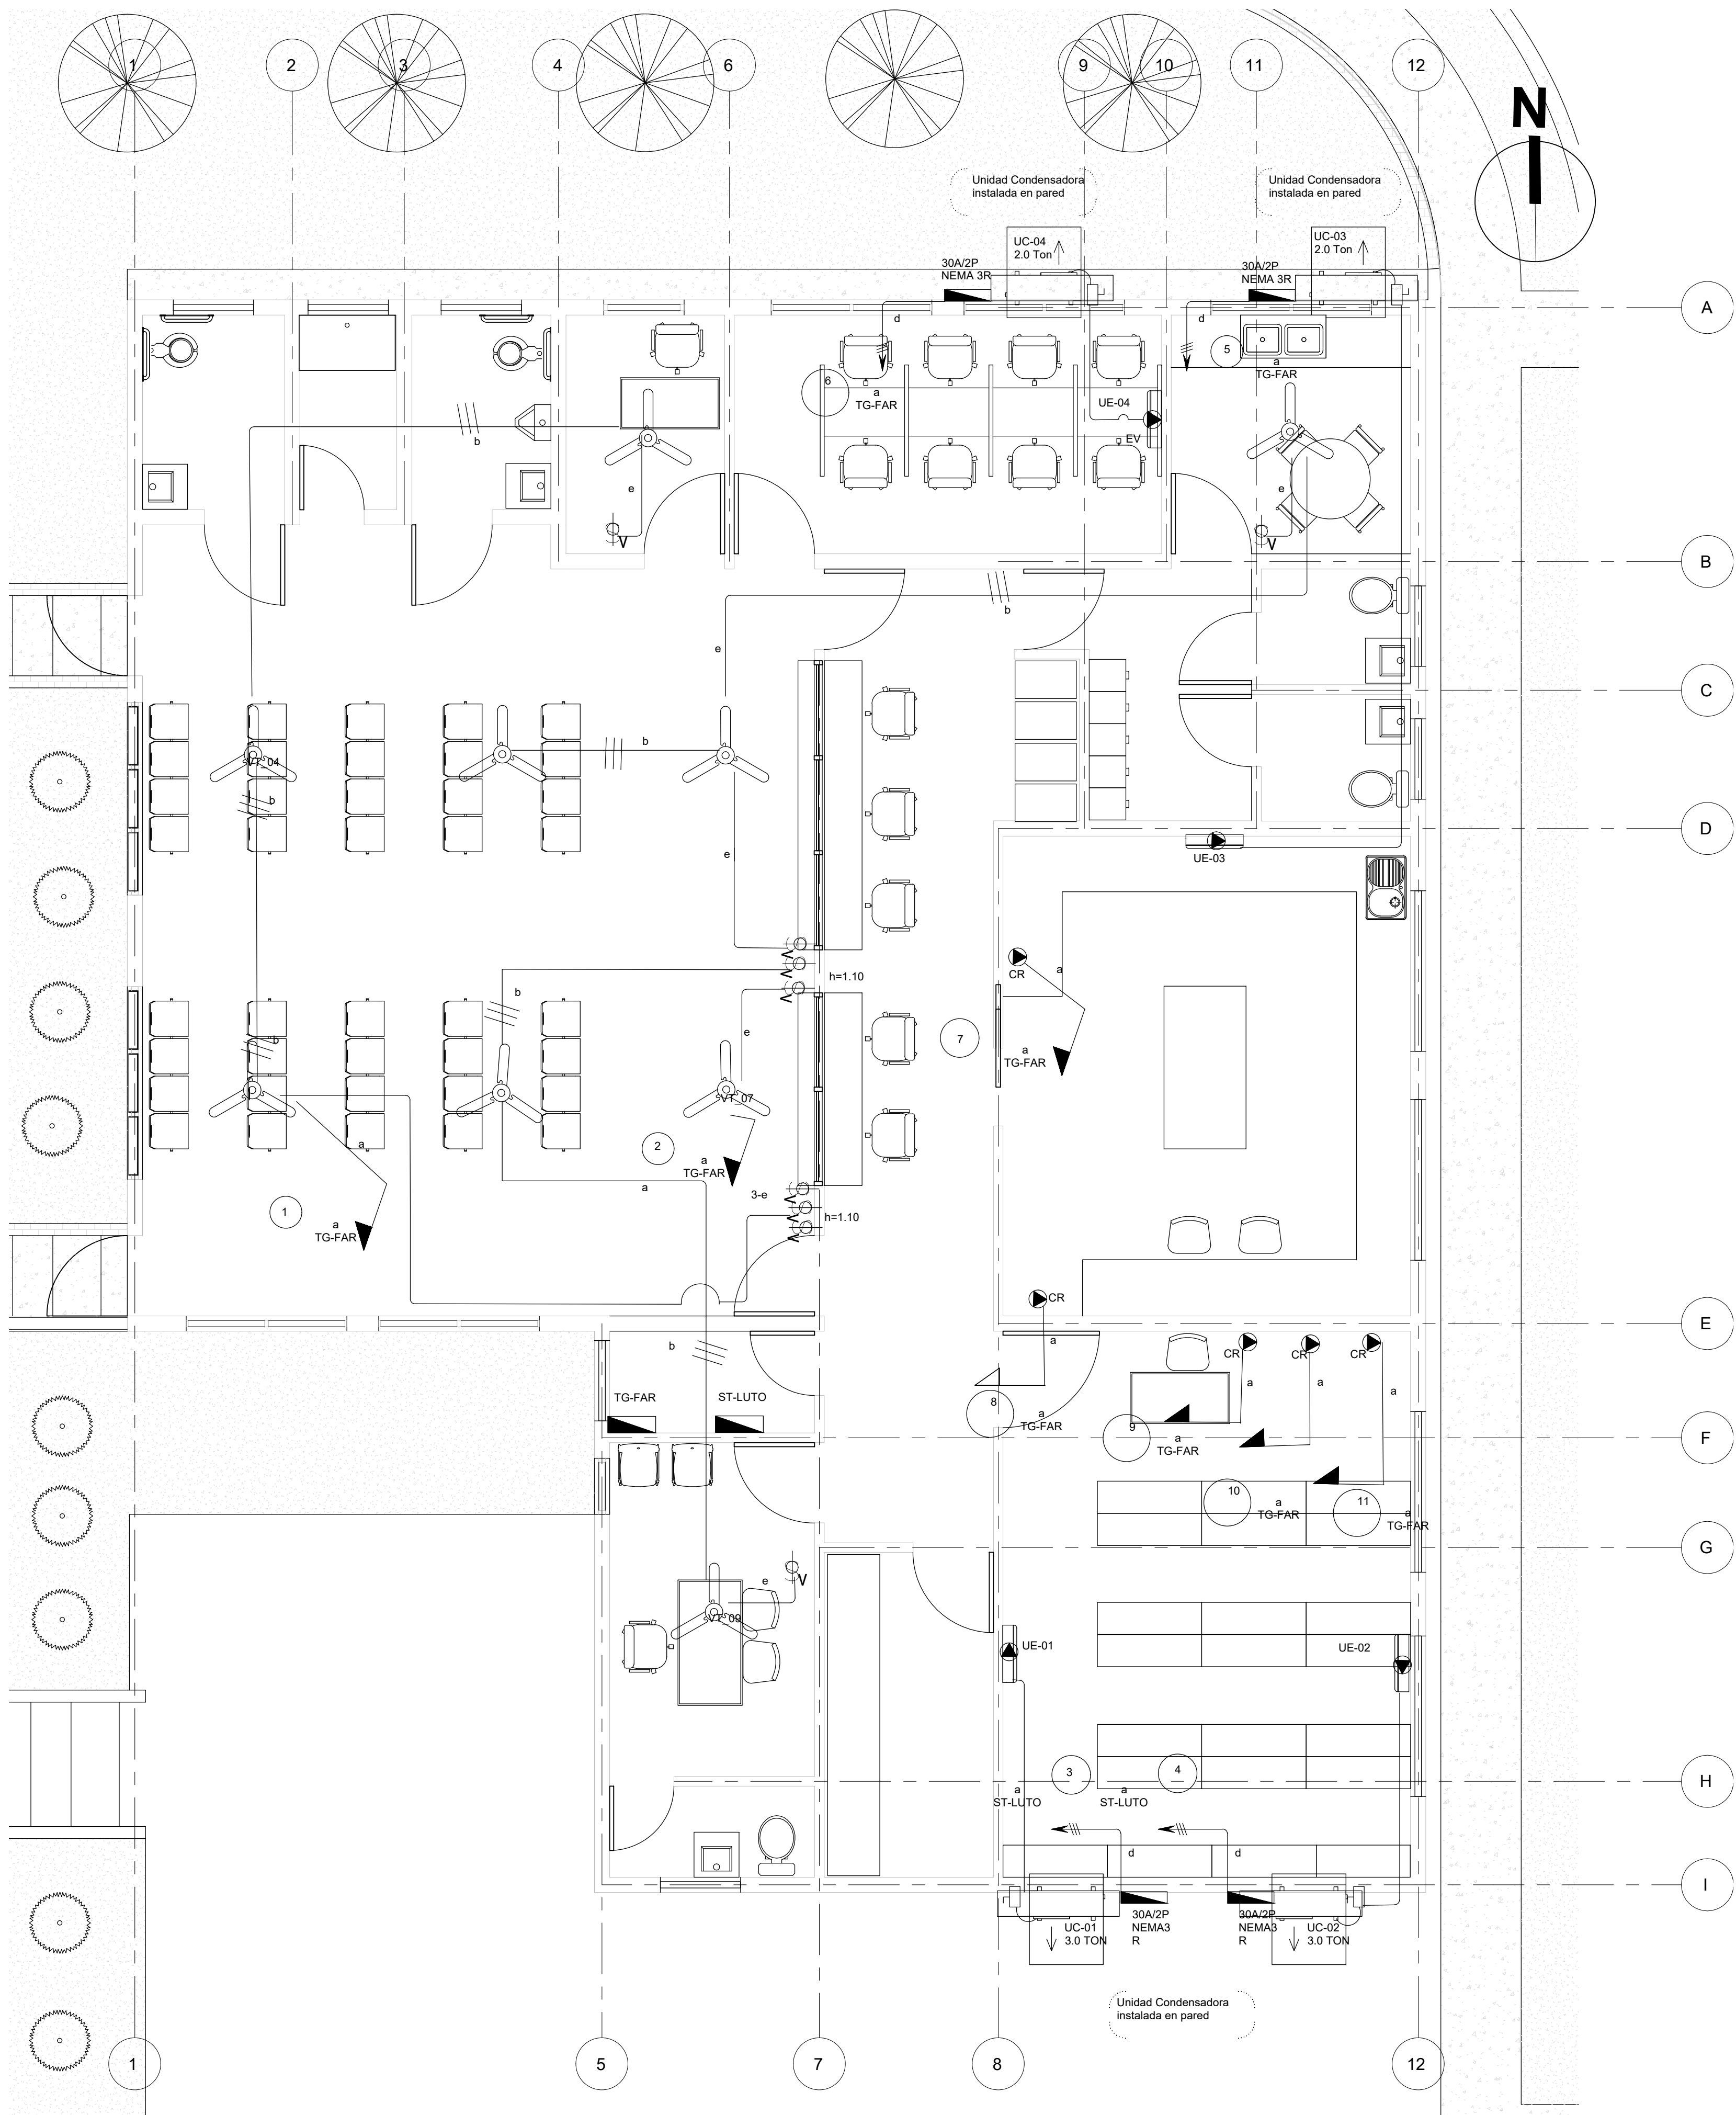 1
2
3
4
6
9
10
11
12
N
Unidad Condensadora
instalada en pared
Unidad Condensadora
instalada en pared
UC-04
2.0 Ton
UC-03
2.0 Ton
30A/2P
NEMA 3R
30A/2P
NEMA 3R
A
d
d
5
a
TG-FAR
6
a
TG-FAR
UE-04
EV
b
e
V
e
V
B
b
e
C
b
VT_04
b
D
e
UE-03
CR
a
h=1.10
V
V
V
b
e
b
7
a
TG-FAR
VT_07
2
a
TG-FAR
a
a
3-e
V
V
V
h=1.10
1
a
TG-FAR
CR
E
b
a
CR
CR
CR
a
a
a
TG-FAR
ST-LUTO
8
a
TG-FAR
9
a
TG-FAR
F
10
a
TG-FAR
11
a
TG-FAR
G
e
V
VT_09
UE-01
UE-02
3
4
H
a
ST-LUTO
a
ST-LUTO
d
d
I
30A/2P
NEMA3
R
30A/2P
NEMA3
R
UC-01
3.0 TON
UC-02
3.0 TON
Unidad Condensadora
instalada en pared
1
5
7
8
12